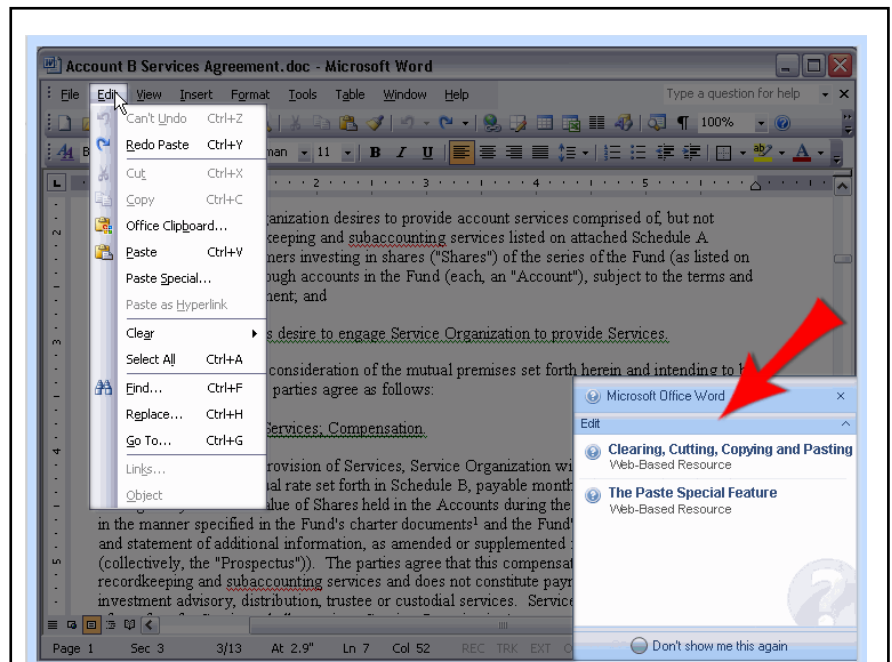 Account B Services Agreement.doc - Microsoft Word
File Edit View Insert Format Tools Table Window Help Type a question for help
100%
11 B I U
Can't Undo Ctrl+Z
Redo Paste Ctrl+Y
Cut Ctrl+X
Copy Ctrl+C
Office Clipboard...
Paste Ctrl+V
Paste Special...
Paste as Hyperlink
Clear
Select All Ctrl+A
Find... Ctrl+F
Replace... Ctrl+H
Go To... Ctrl+G
Links...
Object
2 3 4 5
anization desires to provide account services comprised of, but not
keeping and subaccounting services listed on attached Schedule A
mers investing in shares ("Shares") of the series of the Fund (as listed on
ough accounts in the Fund (each, an "Account"), subject to the terms and
ment; and
s desire to engage Service Organization to provide Services.
consideration of the mutual premises set forth herein and intending to
parties agree as follows:
Services; Compensation.
rovision of Services, Service Organization wi
al rate set forth in Schedule B, payable month
lue of Shares held in the Accounts during the
in the manner specified in the Fund's charter documents¹ and the Fund'
and statement of additional information, as amended or supplemented
(collectively, the "Prospectus")). The parties agree that this compensat
recordkeeping and subaccounting services and does not constitute payr
investment advisory, distribution, trustee or custodial services. Service
Microsoft Office Word
Edit
Clearing, Cutting, Copying and Pasting
Web-Based Resource
The Paste Special Feature
Web-Based Resource
Don't show me this again
Page 1 Sec 3 3/13 At 2.9" Ln 7 Col 52 REC TRK EXT